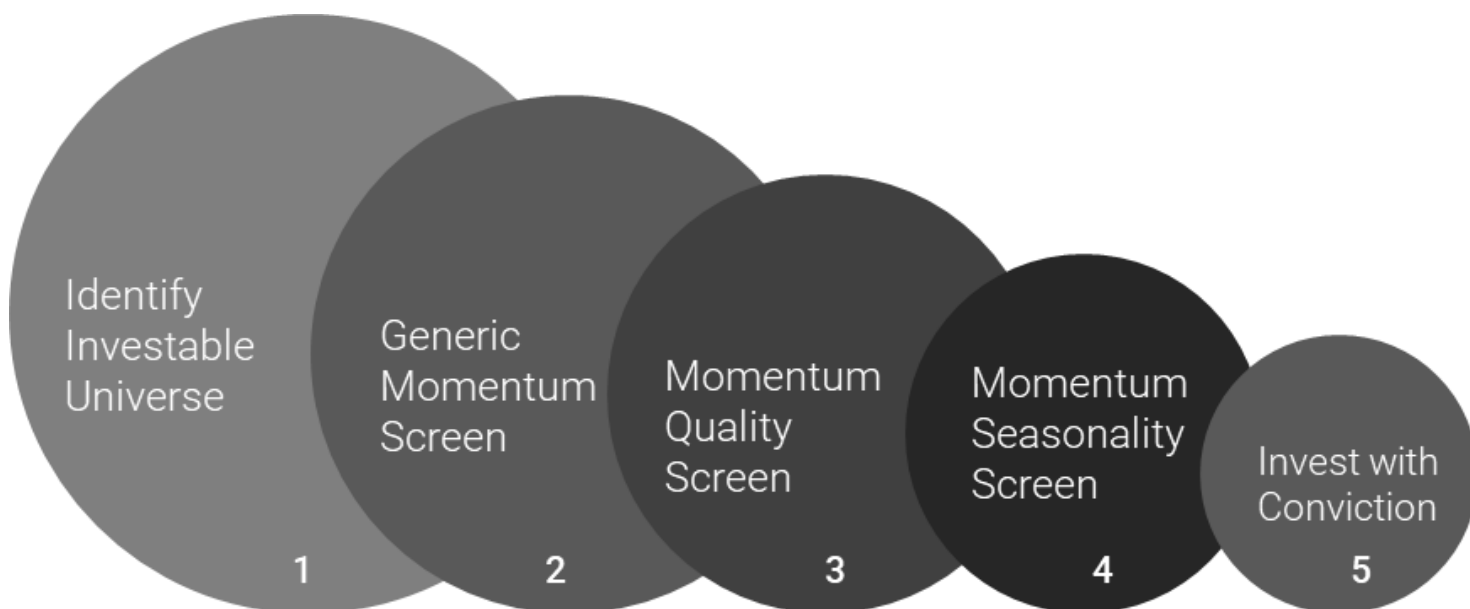 Identify
Investable
Universe
1
Generic
Momentum
Screen
2
Momentum
Quality
Screen
3
Momentum
Seasonality
Screen
4
Invest with
Conviction
5